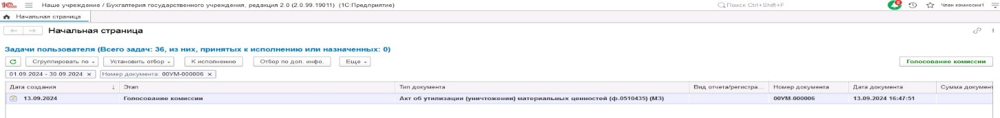 1С Наше учреждение / Бухгалтерия государственного учреждения, редакция 2.0 (2.0.99.19011) (1С:Предприятие) Поиск Ctrl+Shift+F 8 Член комиссии1
Начальная страница
Начальная страница
Задачи пользователя (Всего задач: 36, из них, принятых к исполнению или назначенных: 0)
Сгруппировать по Установить отбор К исполнению Отбор по доп. инфо. Еще Голосование комиссии
01.09.2024 - 30.09.2024 × Номер документа: 00УМ-000006 ×
Дата создания ↓ Этап Тип документа Вид отчета/регистра... Номер документа Дата документа Сумма документ
13.09.2024 Голосование комиссии Акт об утилизации (уничтожении) материальных ценностей (ф.0510435) (МЗ) 00УМ-000006 13.09.2024 16:47:51